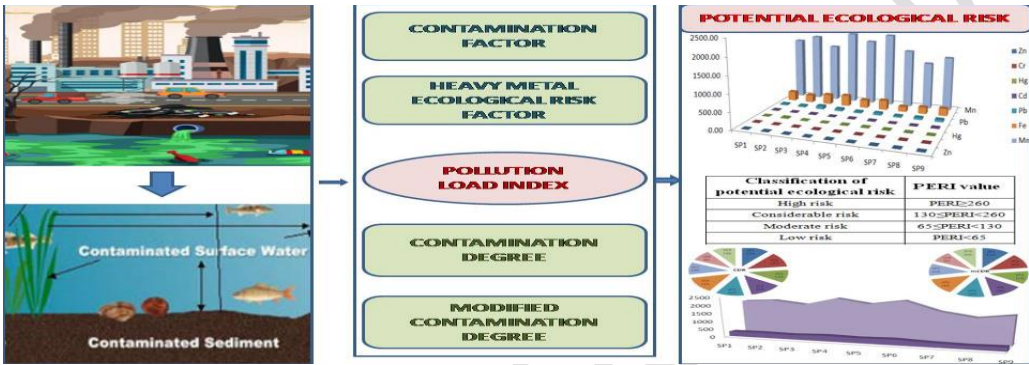 Contaminated Surface Water
Contaminated Sediment
CONTAMINATION
FACTOR
HEAVY METAL
ECOLOGICAL RISK
FACTOR
POLLUTION
LOAD INDEX
CONTAMINATION
DEGREE
MODIFIED
CONTAMINATION
DEGREE
POTENTIAL ECOLOGICAL RISK
2500.00
2000.00
1500.00
1000.00
500.00
0.00
SP1 SP2 SP3 SP4 SP5 SP6 SP7 SP8 SP9
Mn
Pb
Hg
Zn
Zn
Cr
Hg
Cd
Pb
Fe
Classification of potential ecological risk PERI value
High risk PERI≥260
Considerable risk 130≤PERI<260
Moderate risk 65≤PERI<130
Low risk PERI<65
2500
2000
1500
1000
500
0
SP1 SP2 SP3 SP4 SP5 SP6 SP7 SP8 SP9